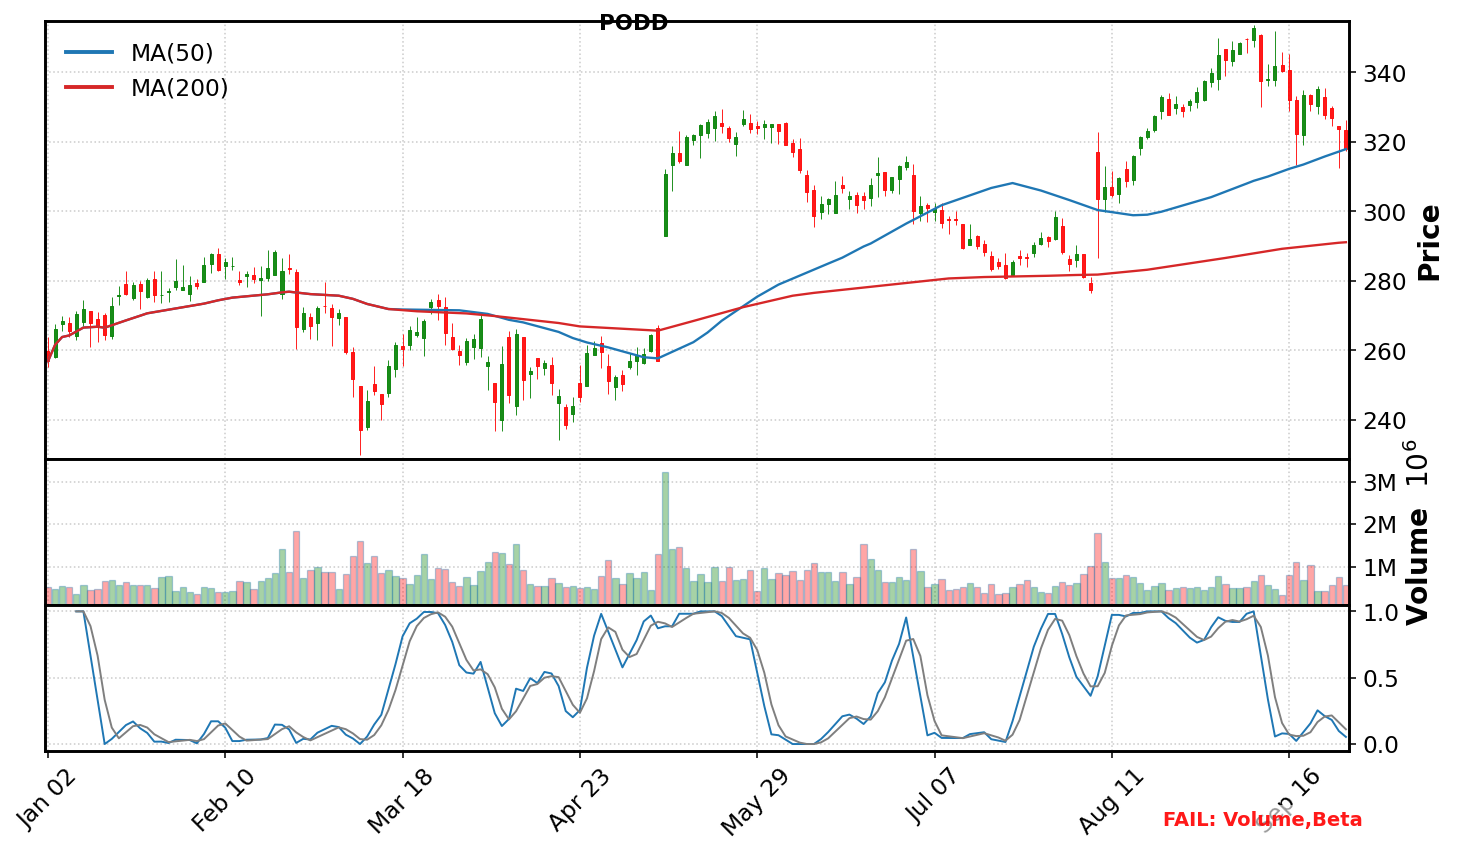 PODD
MA(50)
MA(200)
340
320
300
280
260
240
Price
3M
2M
1M
Volume 10^6
1.0
0.5
0.0
Jan 02
Feb 10
Mar 18
Apr 23
May 29
Jul 07
Aug 11
Sep 16
FAIL: Volume,Beta